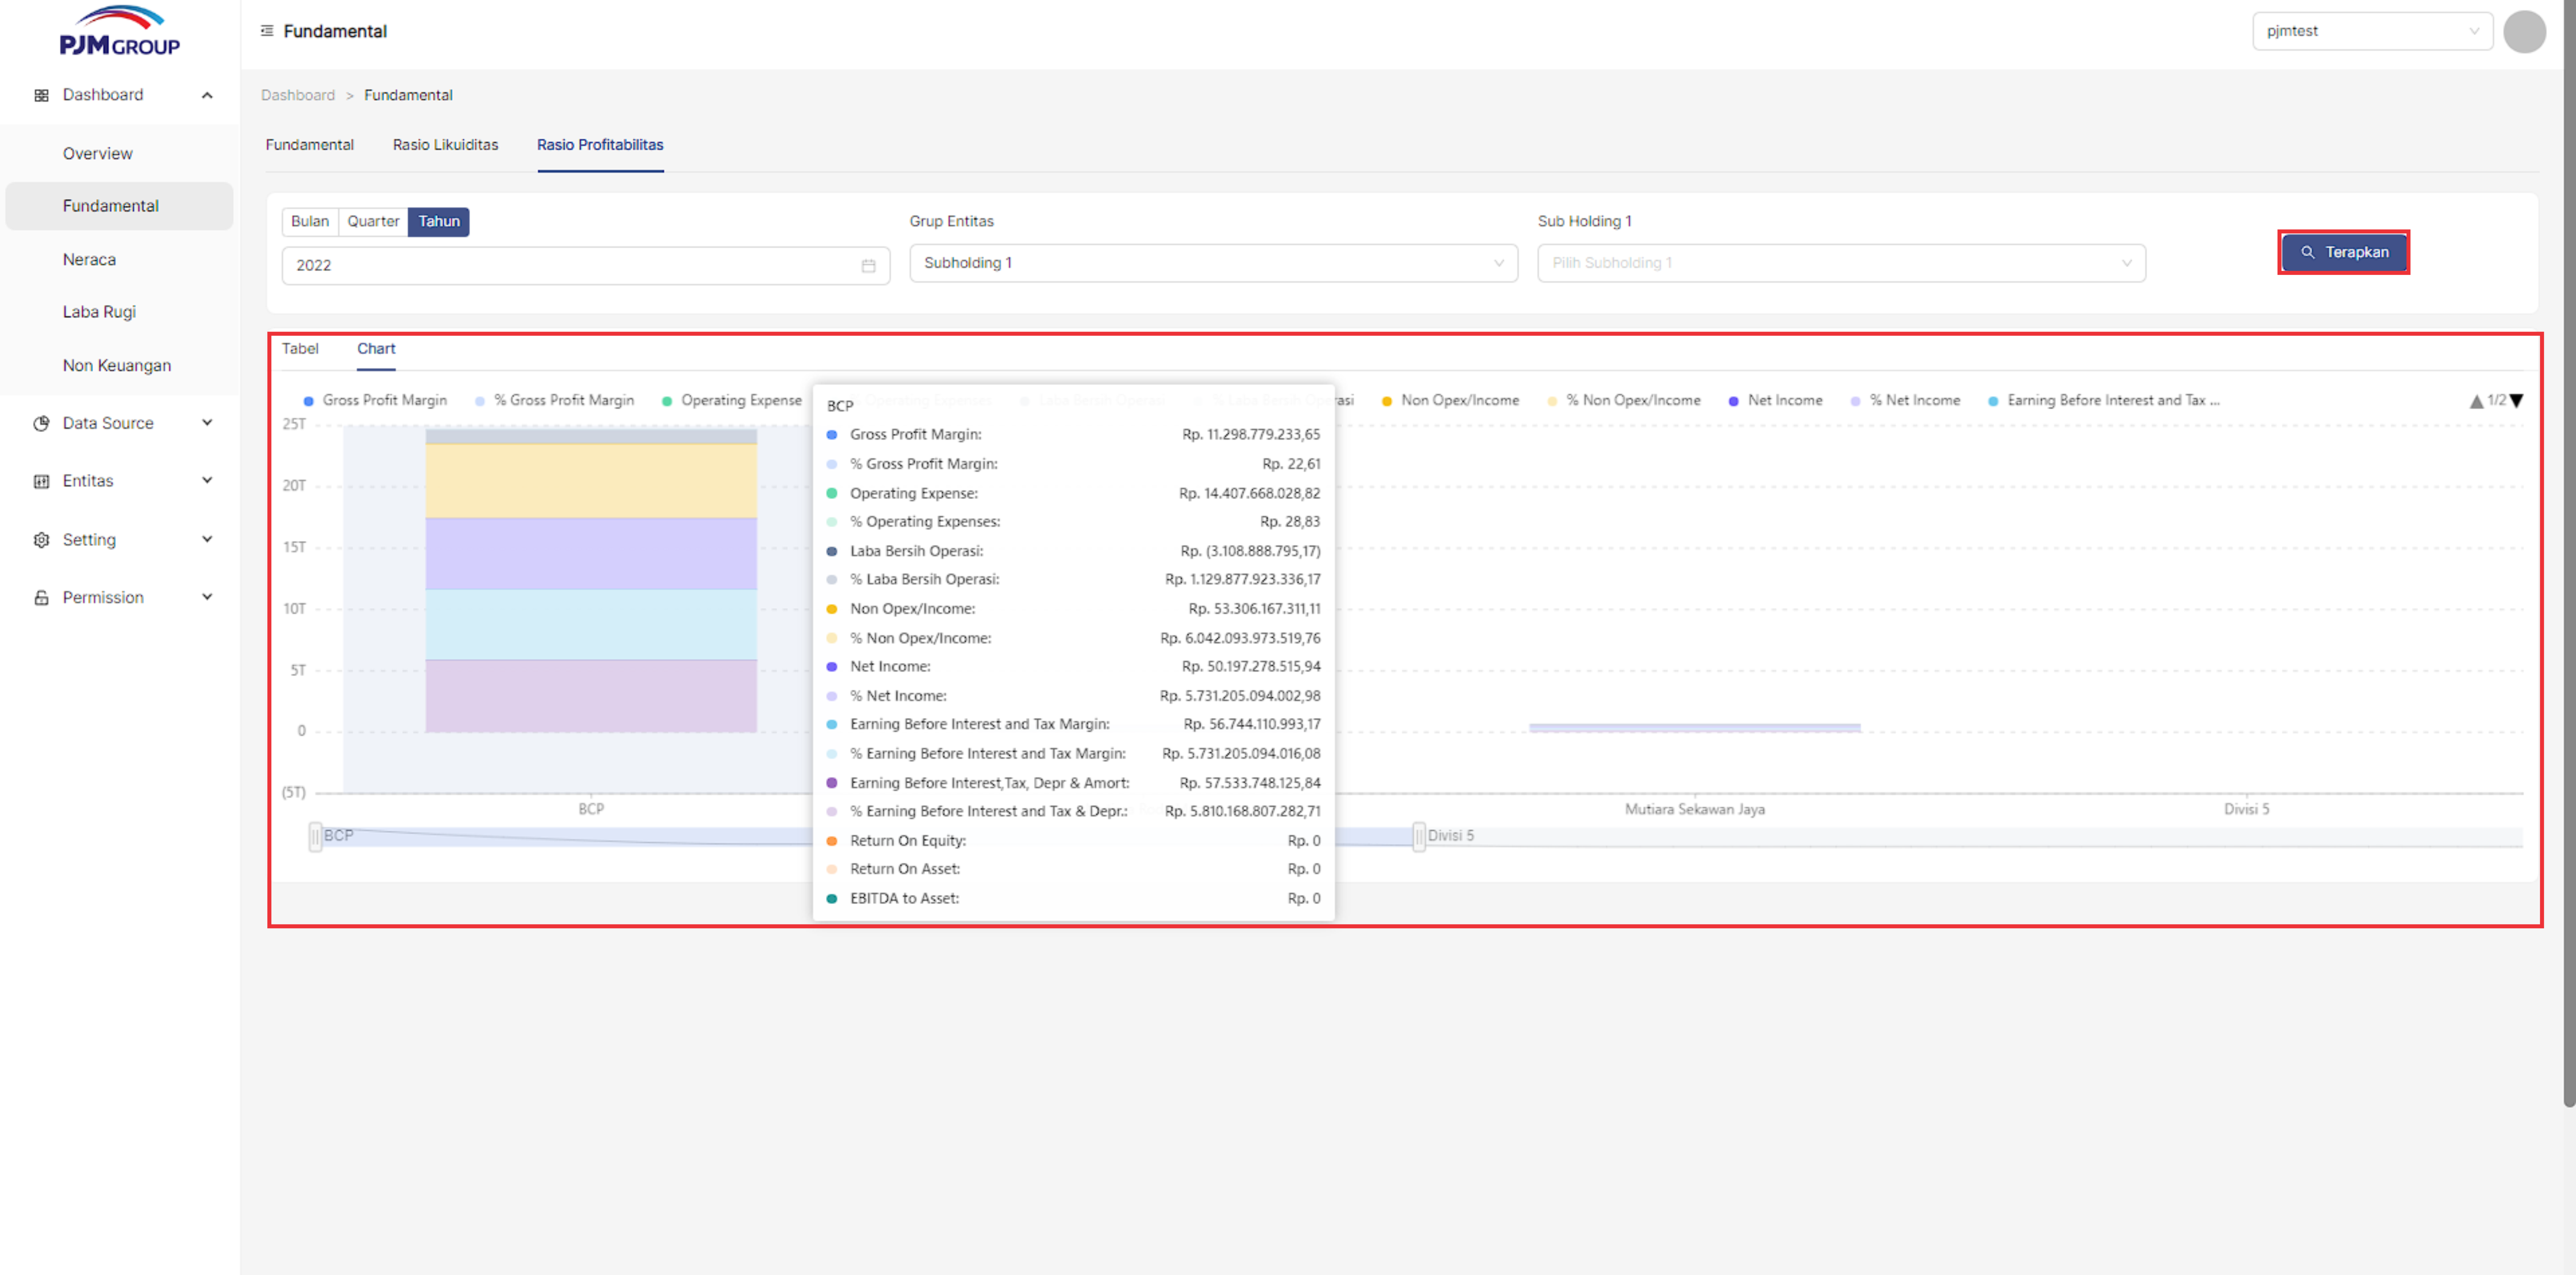 PJM GROUP
Fundamental
pjmtest
Dashboard
Overview
Fundamental
Neraca
Laba Rugi
Non Keuangan
Data Source
Entitas
Setting
Permission
Dashboard > Fundamental
Fundamental Rasio Likuiditas Rasio Profitabilitas
Bulan Quarter Tahun
2022
Grup Entitas
Subholding 1
Sub Holding 1
Pilih Subholding 1
Terapkan
Tabel Chart
Gross Profit Margin % Gross Profit Margin Operating Expense % Operating Expenses Laba Bersih Operasi % Laba Bersih Operasi Non Opex/Income % Non Opex/Income Net Income % Net Income Earning Before Interest and Tax ... 1/2
25T
20T
15T
10T
5T
0
(5T)
BCP
Gross Profit Margin: Rp. 11.298.779.233,65
% Gross Profit Margin: Rp. 22,61
Operating Expense: Rp. 14.407.668.028,82
% Operating Expenses: Rp. 28,83
Laba Bersih Operasi: Rp. (3.108.888.795,17)
% Laba Bersih Operasi: Rp. 1.129.877.923.336,17
Non Opex/Income: Rp. 53.306.167.311,11
% Non Opex/Income: Rp. 6.042.093.973.519,76
Net Income: Rp. 50.197.278.515,94
% Net Income: Rp. 5.731.205.094.002,98
Earning Before Interest and Tax Margin: Rp. 56.744.110.993,17
% Earning Before Interest and Tax Margin: Rp. 5.731.205.094.016,08
Earning Before Interest,Tax, Depr & Amort: Rp. 57.533.748.125,84
% Earning Before Interest and Tax & Depr.: Rp. 5.810.168.807.282,71
Return On Equity: Rp. 0
Return On Asset: Rp. 0
EBITDA to Asset: Rp. 0
BCP Mutiara Sekawan Jaya Divisi 5
BCP Divisi 5